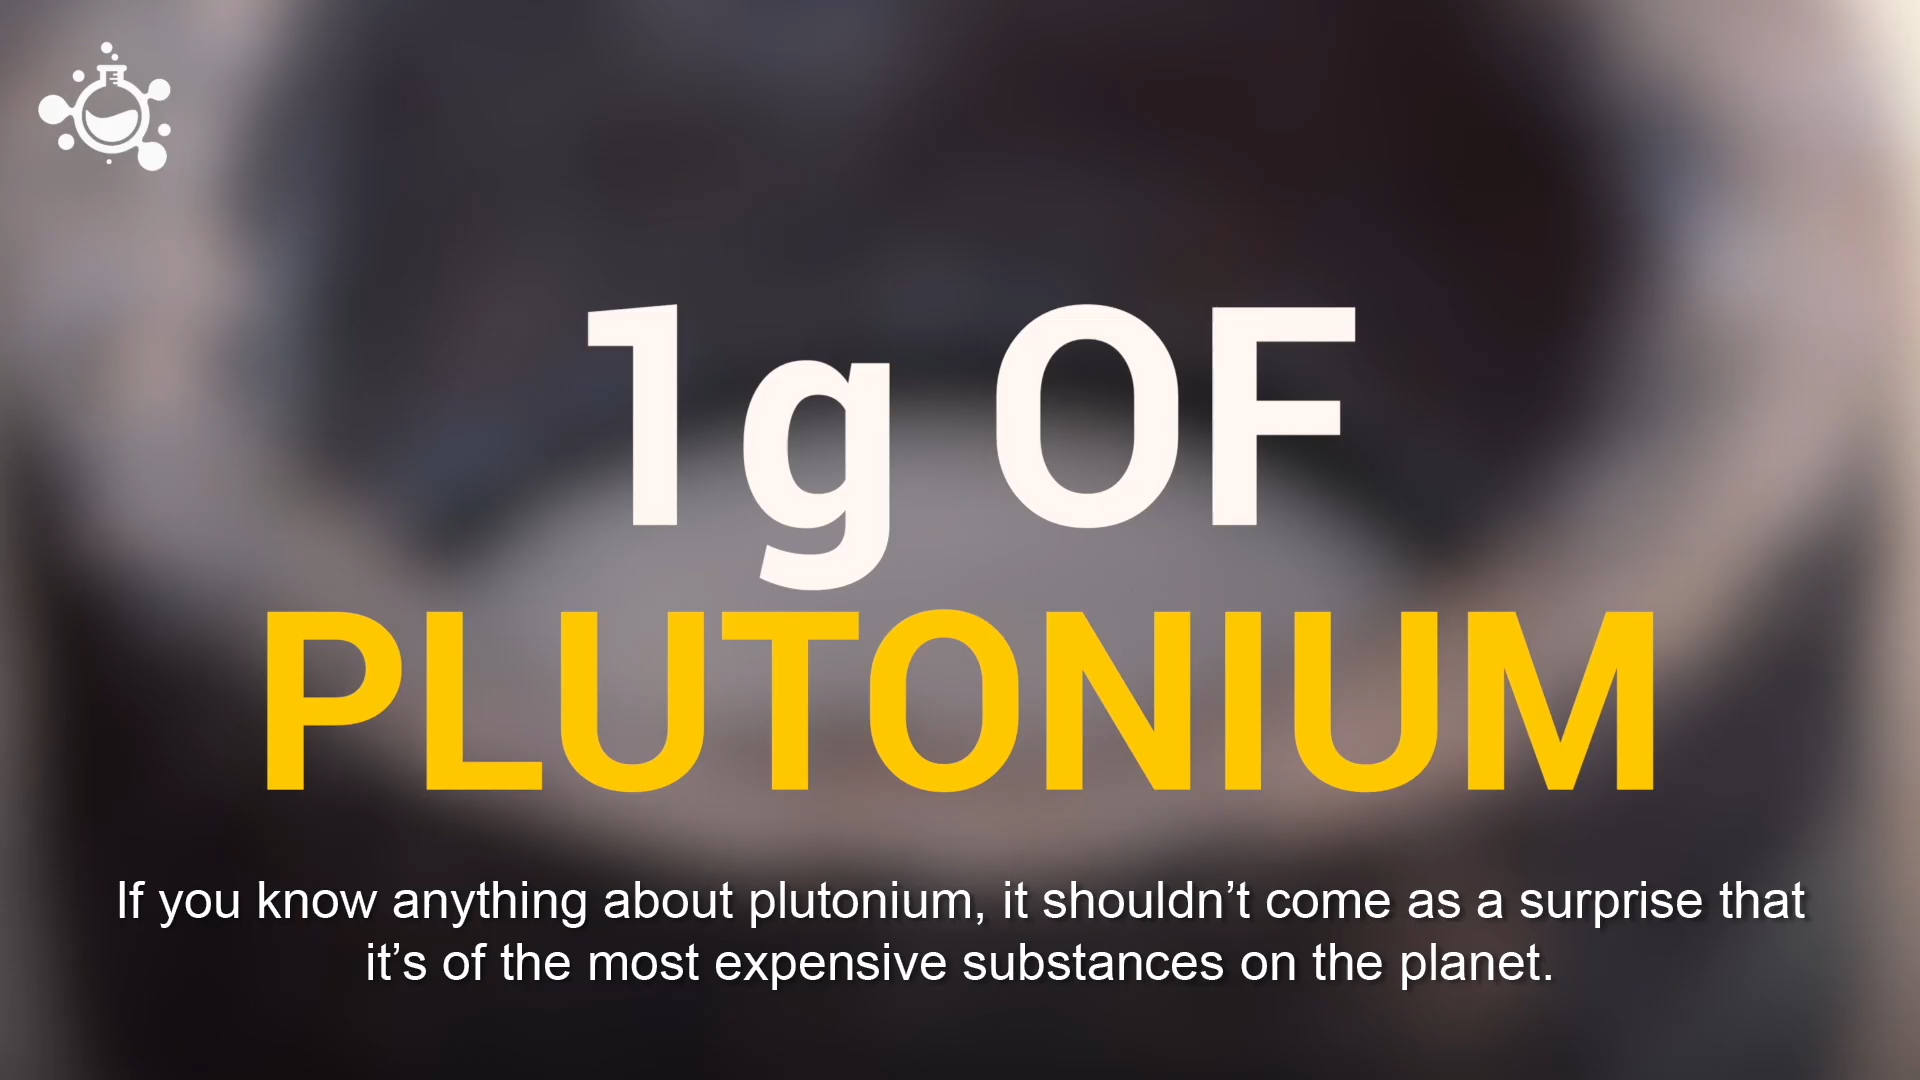 1g OF
PLUTONIUM
If you know anything about plutonium, it shouldn’t come as a surprise that
it’s of the most expensive substances on the planet.